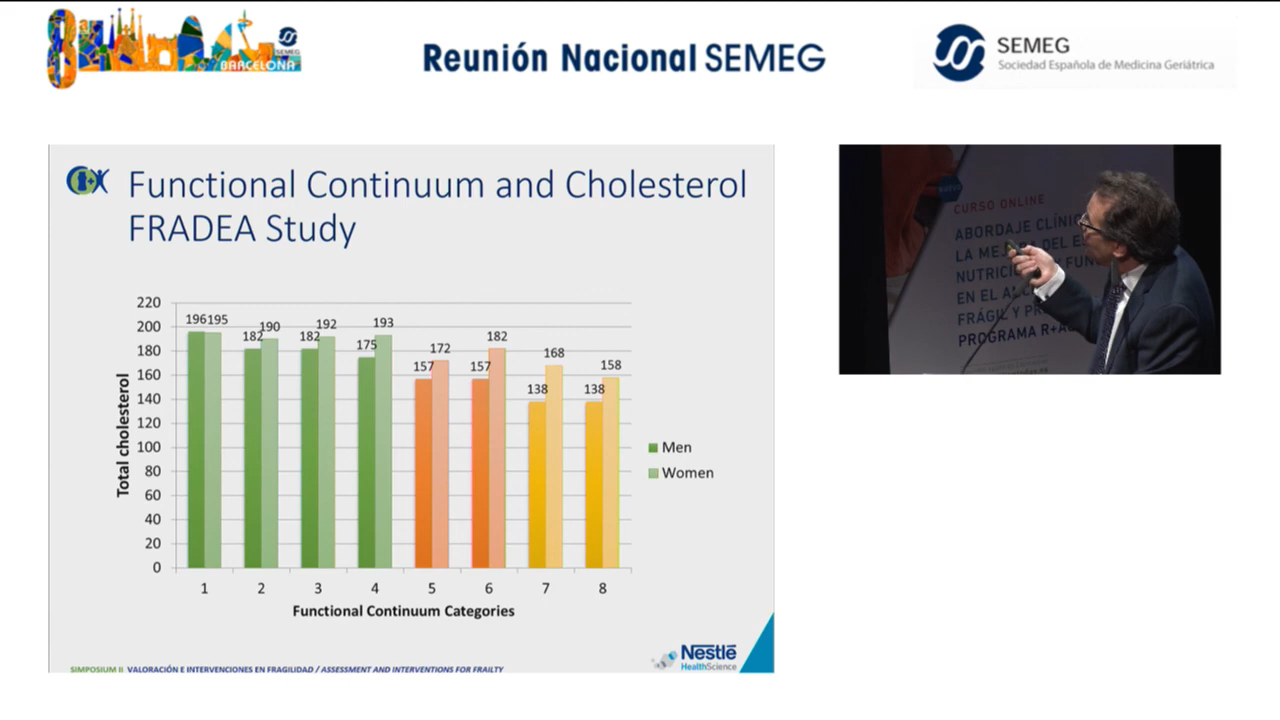 8ª
SEMEG
BARCELONA
Reunión Nacional SEMEG
SEMEG
Sociedad Española de Medicina Geriátrica
Functional Continuum and Cholesterol
FRADEA Study
Total cholesterol
220
200
180
160
140
120
100
80
60
40
20
0
196 195
182 190
182 192
175 193
157 172
157 182
138 168
138 158
1 2 3 4 5 6 7 8
Functional Continuum Categories
Men
Women
SIMPOSIUM II VALORACIÓN E INTERVENCIONES EN FRAGILIDAD / ASSESSMENT AND INTERVENTIONS FOR FRAILTY
Nestlé
HealthScience
CURSO ONLINE
ABORDAJE CLÍNIC
LA ME DEL E
NUTRICI Y FUN
EN EL
FRÁGIL Y PR
PROGRAMA R+